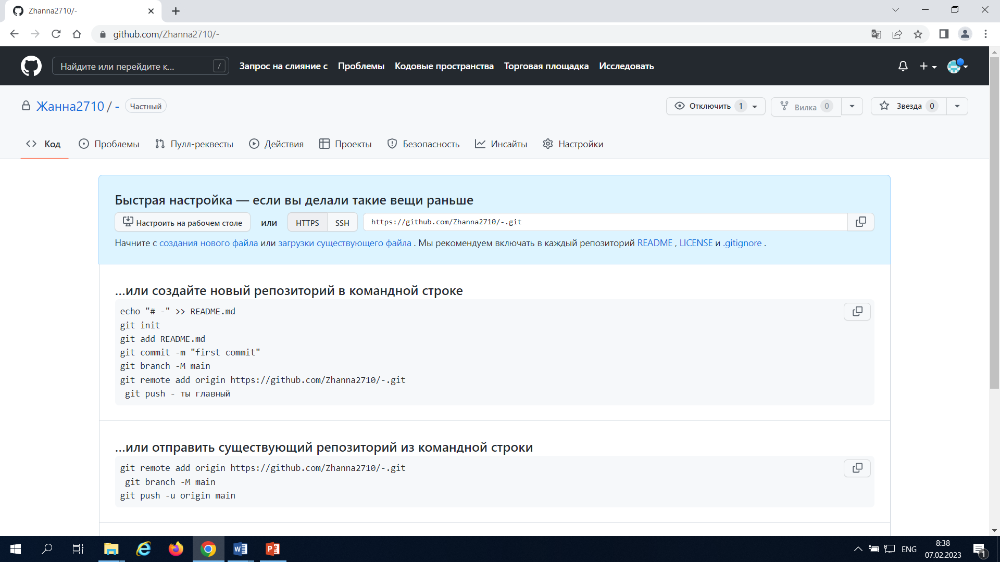 Zhanna2710/-
github.com/Zhanna2710/-
Найдите или перейдите к...
/
Запрос на слияние с
Проблемы
Кодовые пространства
Торговая площадка
Исследовать
Жанна2710 / -
Частный
Отключить 1
Вилка 0
Звезда 0
Код
Проблемы
Пулл-реквесты
Действия
Проекты
Безопасность
Инсайты
Настройки
Быстрая настройка — если вы делали такие вещи раньше
Настроить на рабочем столе
или
HTTPS
SSH
https://github.com/Zhanna2710/-.git
Начните с создания нового файла или загрузки существующего файла . Мы рекомендуем включать в каждый репозиторий README , LICENSE и .gitignore .
…или создайте новый репозиторий в командной строке
echo "# -" >> README.md
git init
git add README.md
git commit -m "first commit"
git branch -M main
git remote add origin https://github.com/Zhanna2710/-.git
git push - ты главный
…или отправить существующий репозиторий из командной строки
git remote add origin https://github.com/Zhanna2710/-.git
git branch -M main
git push -u origin main
ENG
8:38
07.02.2023
1